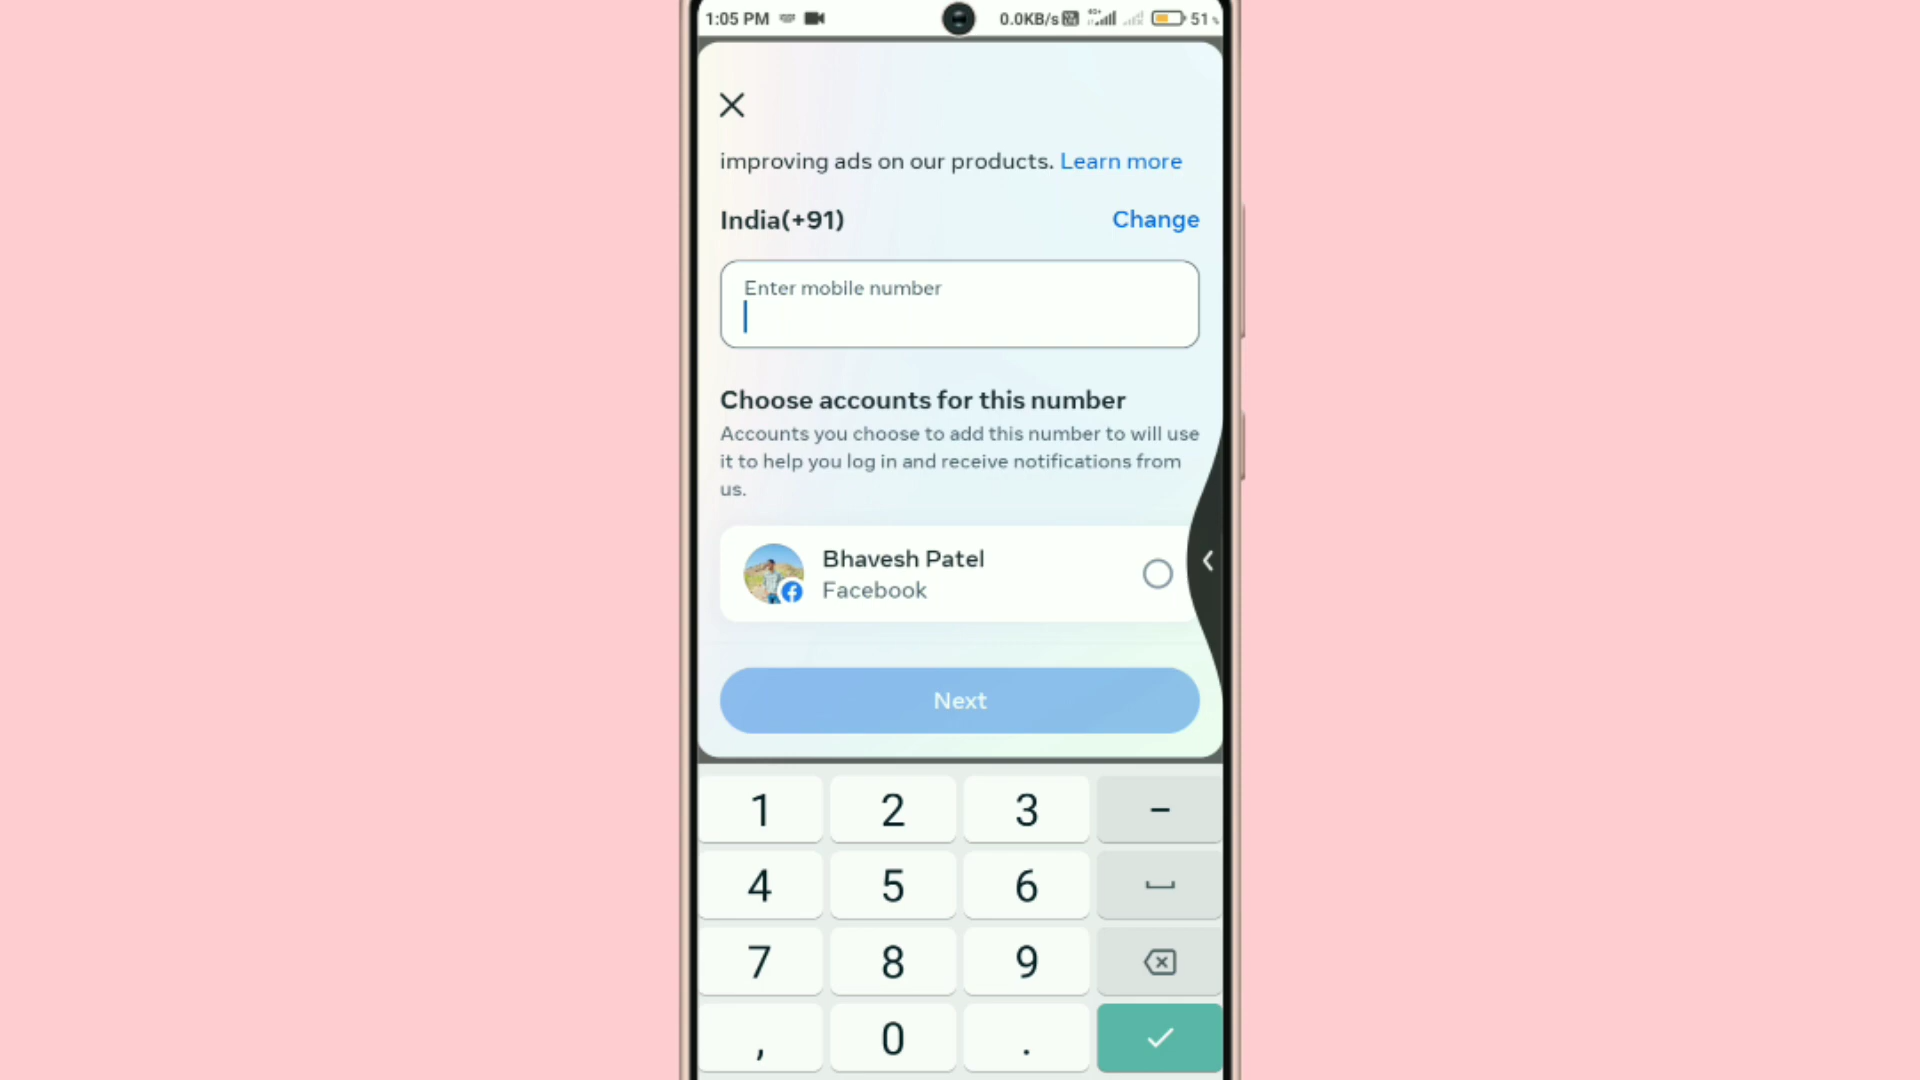 1:05 PM 0.0KB/s 4G+ 51%
improving ads on our products. Learn more
India(+91) Change
Enter mobile number
Choose accounts for this number
Accounts you choose to add this number to will use
it to help you log in and receive notifications from
us.
Bhavesh Patel
Facebook
Next
1 2 3 -
4 5 6
7 8 9
, 0 .